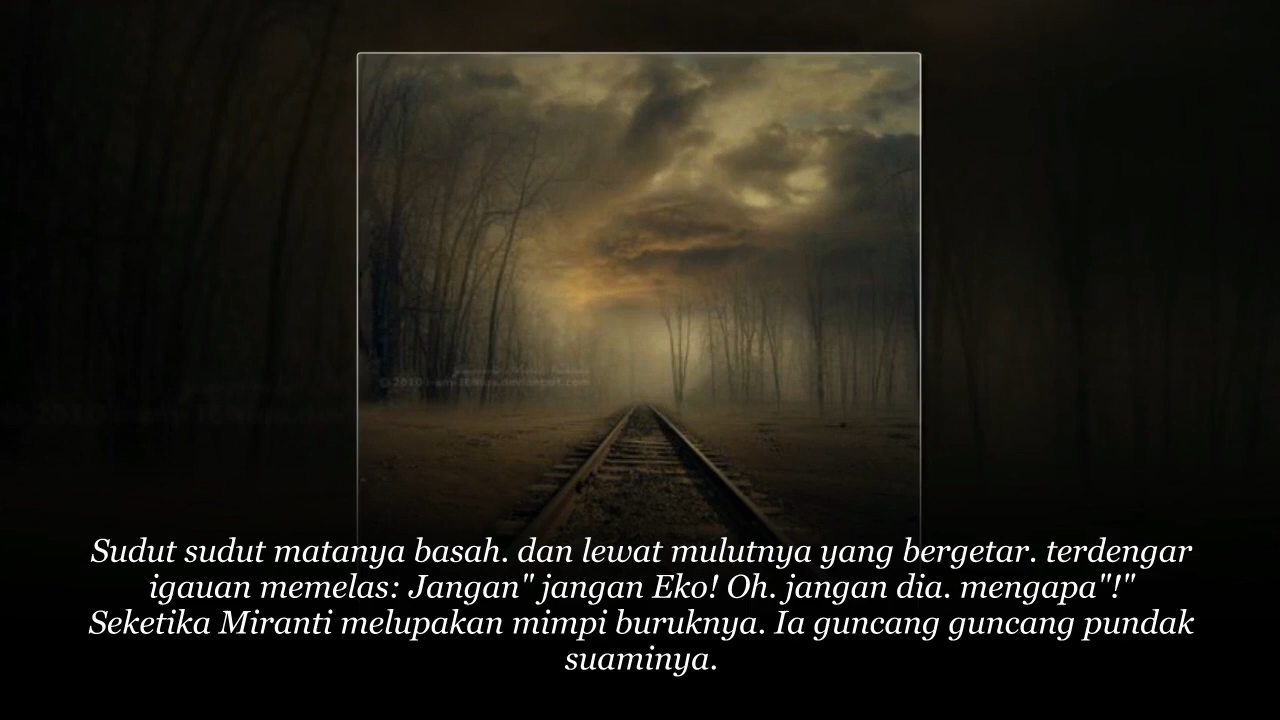 Sudut sudut matanya basah. dan lewat mulutnya yang bergetar. terdengar
igauan memelas: Jangan" jangan Eko! Oh. jangan dia. mengapa"!"
Seketika Miranti melupakan mimpi buruknya. Ia guncang guncang pundak
suaminya.